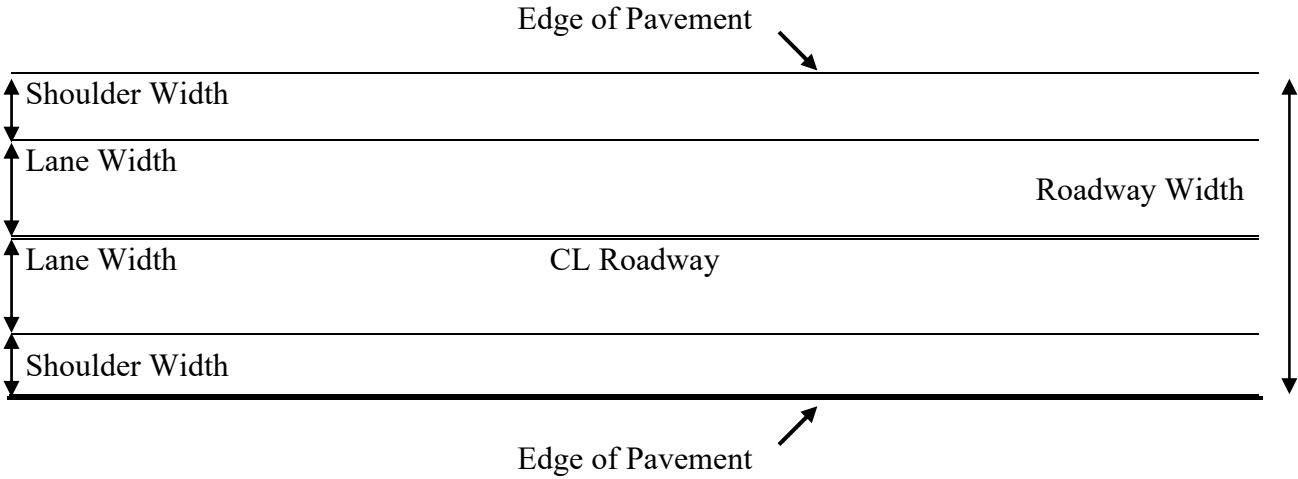 Edge of Pavement
Shoulder Width
Lane Width
Roadway Width
Lane Width
CL Roadway
Shoulder Width
Edge of Pavement